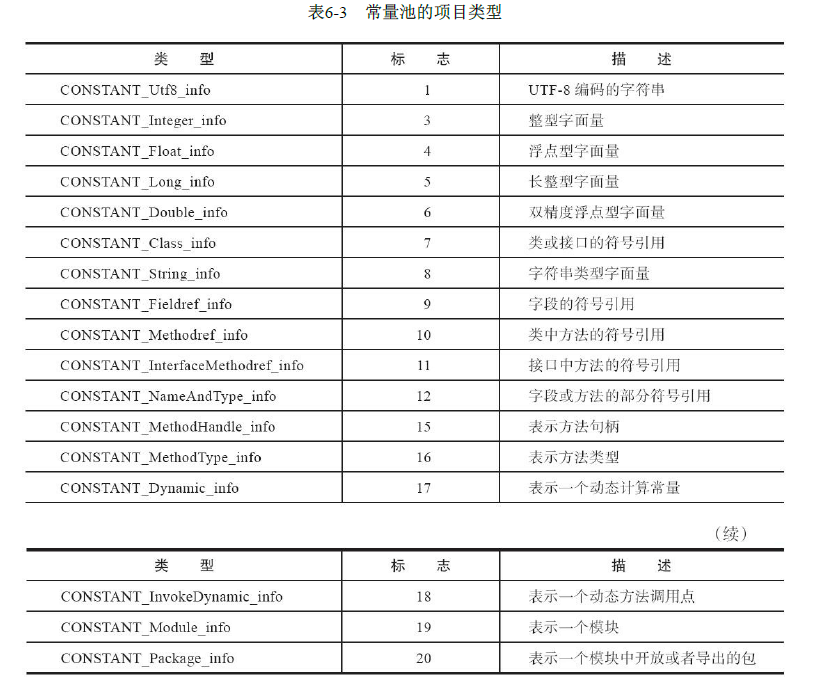 表6-3 常量池的项目类型
类 型 标 志 描 述
CONSTANT_Utf8_info 1 UTF-8 编码的字符串
CONSTANT_Integer_info 3 整型字面量
CONSTANT_Float_info 4 浮点型字面量
CONSTANT_Long_info 5 长整型字面量
CONSTANT_Double_info 6 双精度浮点型字面量
CONSTANT_Class_info 7 类或接口的符号引用
CONSTANT_String_info 8 字符串类型字面量
CONSTANT_Fieldref_info 9 字段的符号引用
CONSTANT_Methodref_info 10 类中方法的符号引用
CONSTANT_InterfaceMethodref_info 11 接口中方法的符号引用
CONSTANT_NameAndType_info 12 字段或方法的部分符号引用
CONSTANT_MethodHandle_info 15 表示方法句柄
CONSTANT_MethodType_info 16 表示方法类型
CONSTANT_Dynamic_info 17 表示一个动态计算常量
（续）
类 型 标 志 描 述
CONSTANT_InvokeDynamic_info 18 表示一个动态方法调用点
CONSTANT_Module_info 19 表示一个模块
CONSTANT_Package_info 20 表示一个模块中开放或者导出的包